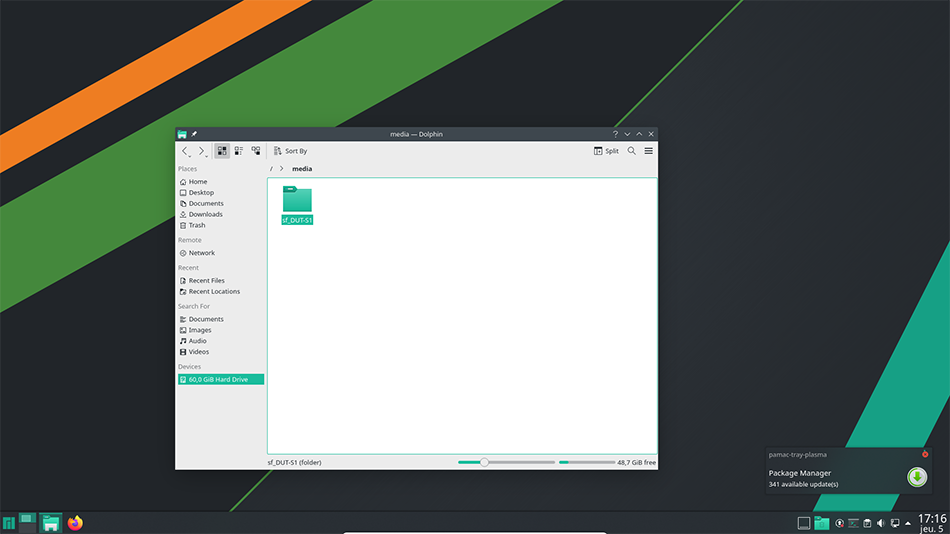 media — Dolphin
Sort By
Split
Places
/ > media
Home
Desktop
Documents
Downloads
Trash
Remote
Network
Recent
Recent Files
Recent Locations
Search For
Documents
Images
Audio
Videos
Devices
60,0 GiB Hard Drive
sf_DUT-S1
sf_DUT-S1 (folder)
48,7 GiB free
pamac-tray-plasma
Package Manager
341 available update(s)
17:16
jeu. 5